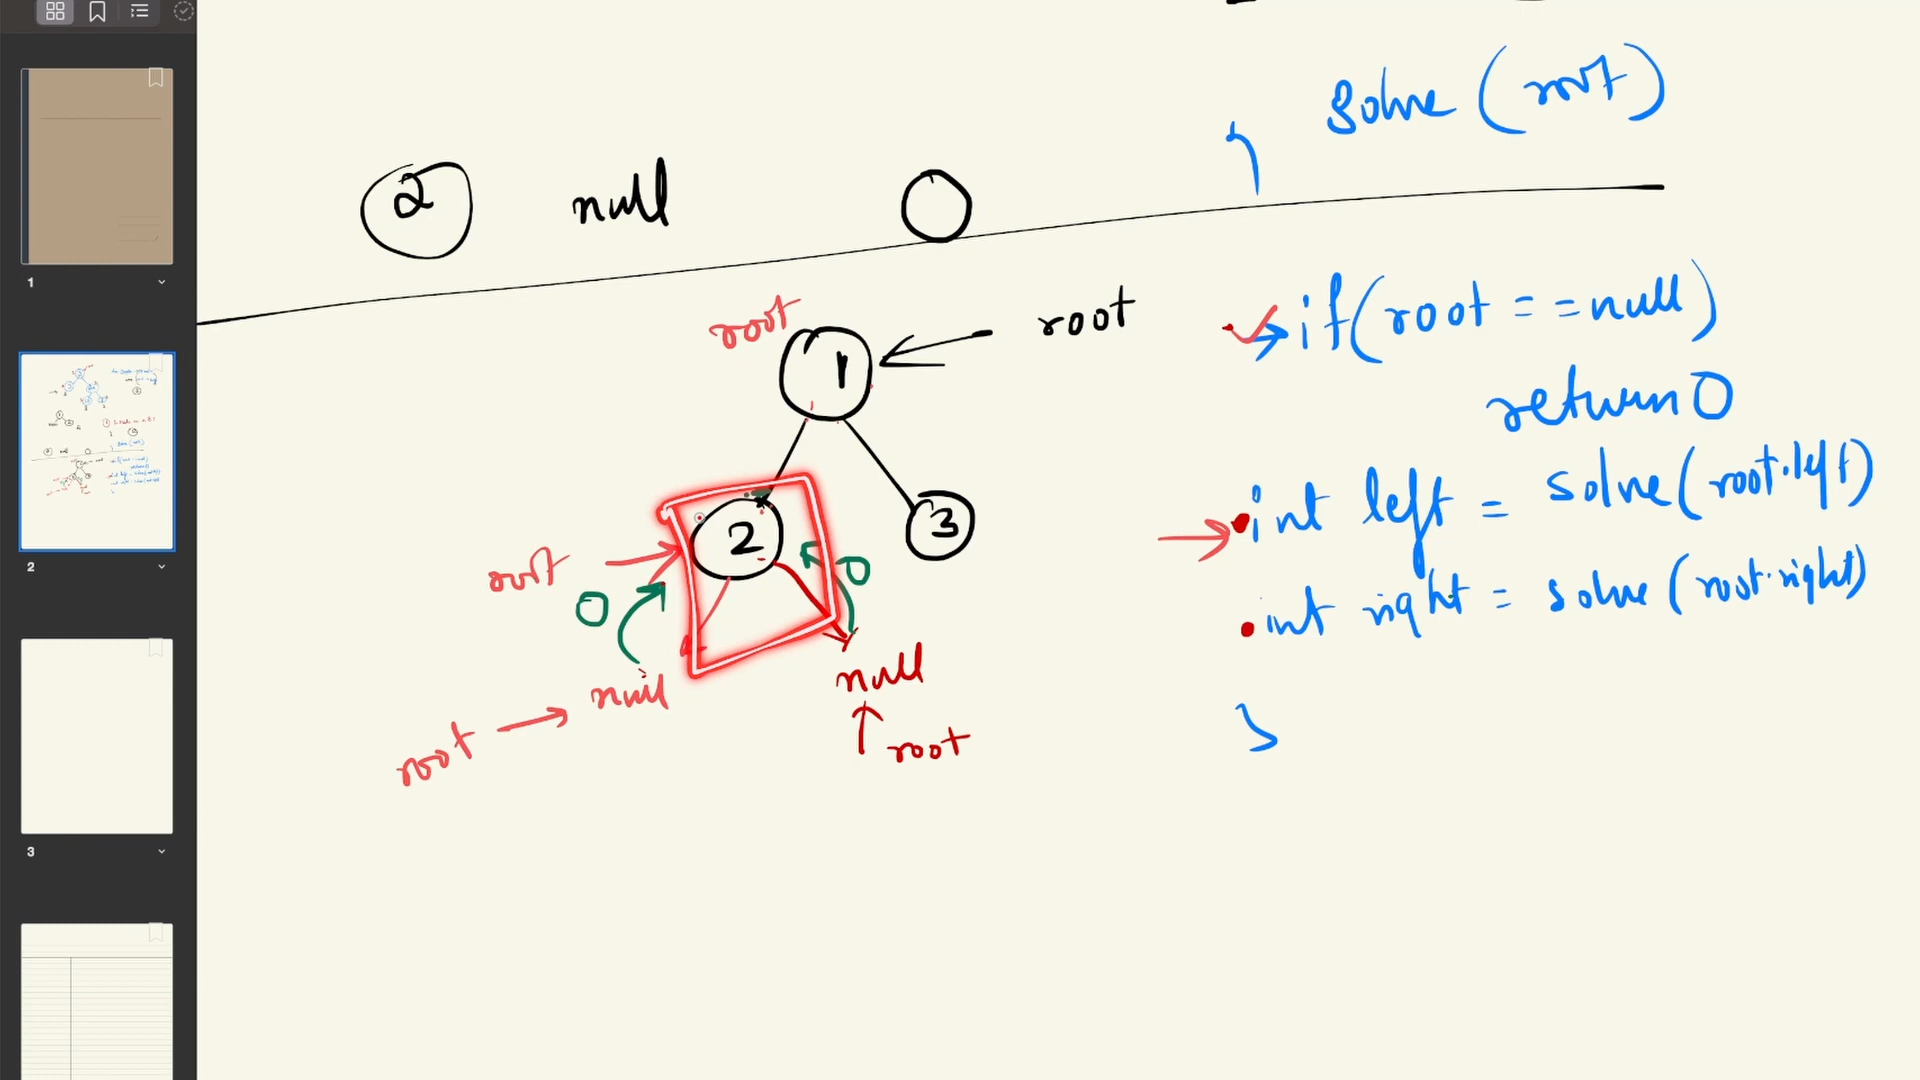 solve (root)
}
2 null
root
root
1
if(root == null)
return 0
2
3
int left = solve(root.left)
root
0
0
int right = solve(root.right)
null
null
root
root
}
1
2
3